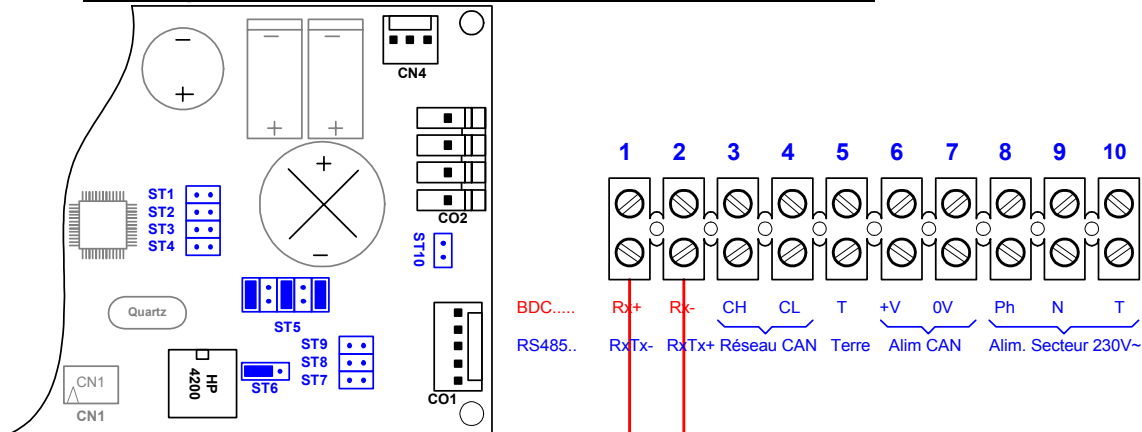 CN4
CO2
ST1
ST2
ST3
ST4
ST10
Quartz
ST5
ST9
ST8
ST7
ST6
HP
4200
CN1
CN1
CO1
1 2 3 4 5 6 7 8 9 10
BDC..... Rx+ Rx- CH CL T +V 0V Ph N T
RS485.. RxTx- RxTx+ Réseau CAN Terre Alim CAN Alim. Secteur 230V~